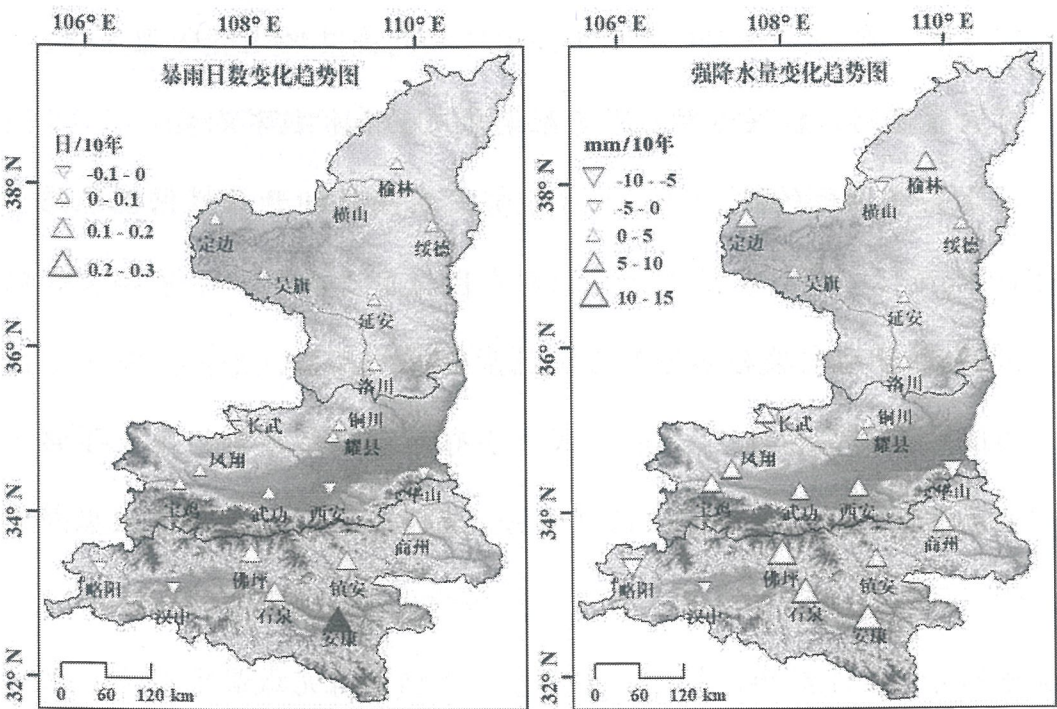 106° E 108° E 110° E
暴雨日数变化趋势图
日/10年
-0.1 - 0
0 - 0.1
0.1 - 0.2
0.2 - 0.3
38° N
36° N
34° N
32° N
榆林
横山
定边
绥德
吴旗
延安
洛川
长武
铜川
耀县
凤翔
宝鸡
武功
西安
华山
商州
略阳
佛坪
镇安
汉中
石泉
安康
0 60 120 km
106° E 108° E 110° E
强降水量变化趋势图
mm/10年
-10 - -5
-5 - 0
0 - 5
5 - 10
10 - 15
38° N
36° N
34° N
32° N
榆林
横山
定边
绥德
吴旗
延安
洛川
长武
铜川
耀县
凤翔
宝鸡
武功
西安
华山
商州
略阳
佛坪
镇安
汉中
石泉
安康
0 60 120 km